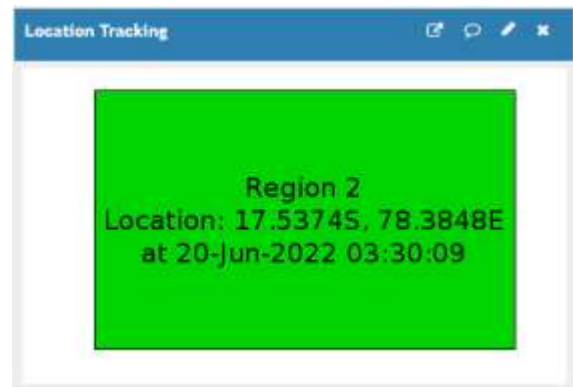 Location Tracking
Region 2
Location: 17.5374S, 78.3848E
at 20-Jun-2022 03:30:09